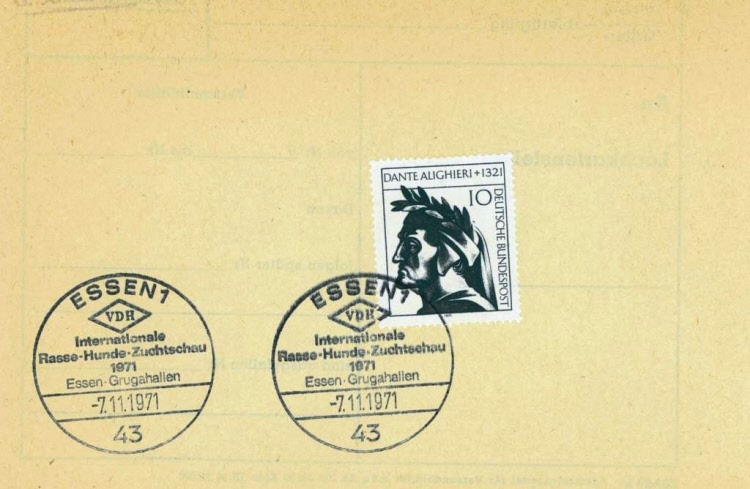 DANTE ALIGHIERI + 1321
10
DEUTSCHE BUNDESPOST
ESSEN 1
VDH
Internationale
Rasse-Hunde-Zuchtschau
1971
Essen-Grugahallen
-7.11.1971
43
ESSEN 1
VDH
Internationale
Rasse-Hunde-Zuchtschau
1971
Essen-Grugahallen
-7.11.1971
43